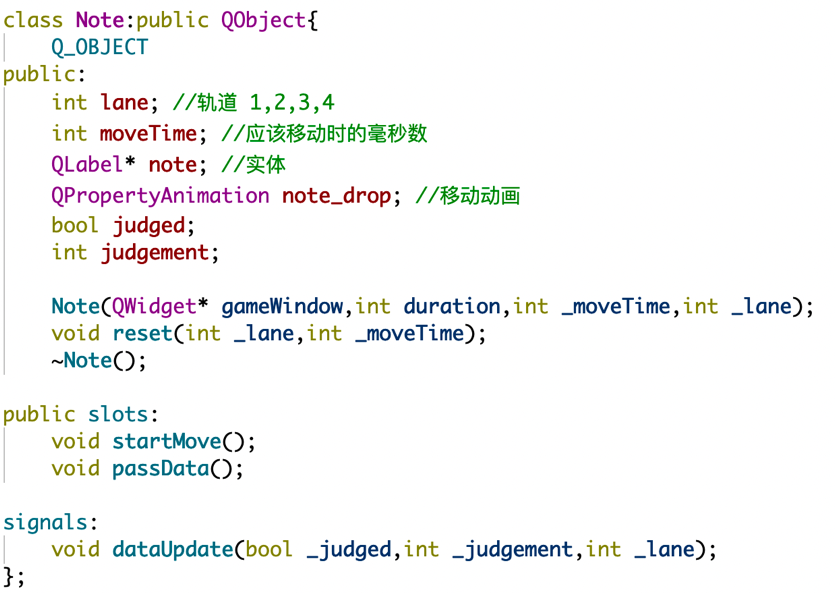 class Note:public QObject{
    Q_OBJECT
public:
    int lane; //轨道 1,2,3,4
    int moveTime; //应该移动时的毫秒数
    QLabel* note; //实体
    QPropertyAnimation note_drop; //移动动画
    bool judged;
    int judgement;

    Note(QWidget* gameWindow,int duration,int _moveTime,int _lane);
    void reset(int _lane,int _moveTime);
    ~Note();

public slots:
    void startMove();
    void passData();

signals:
    void dataUpdate(bool _judged,int _judgement,int _lane);
};